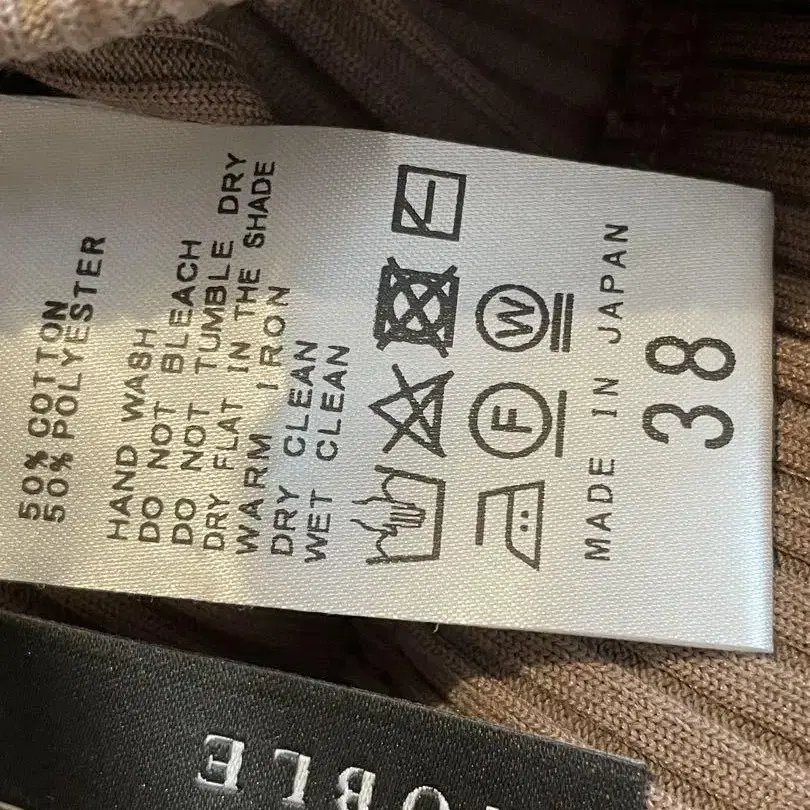 50% COTTON
50% POLYESTER
HAND WASH
DO NOT BLEACH
DO NOT TUMBLE DRY
DRY FLAT IN THE SHADE
WARM IRON
DRY CLEAN
WET CLEAN
F
W
MADE IN JAPAN
38
OBLE